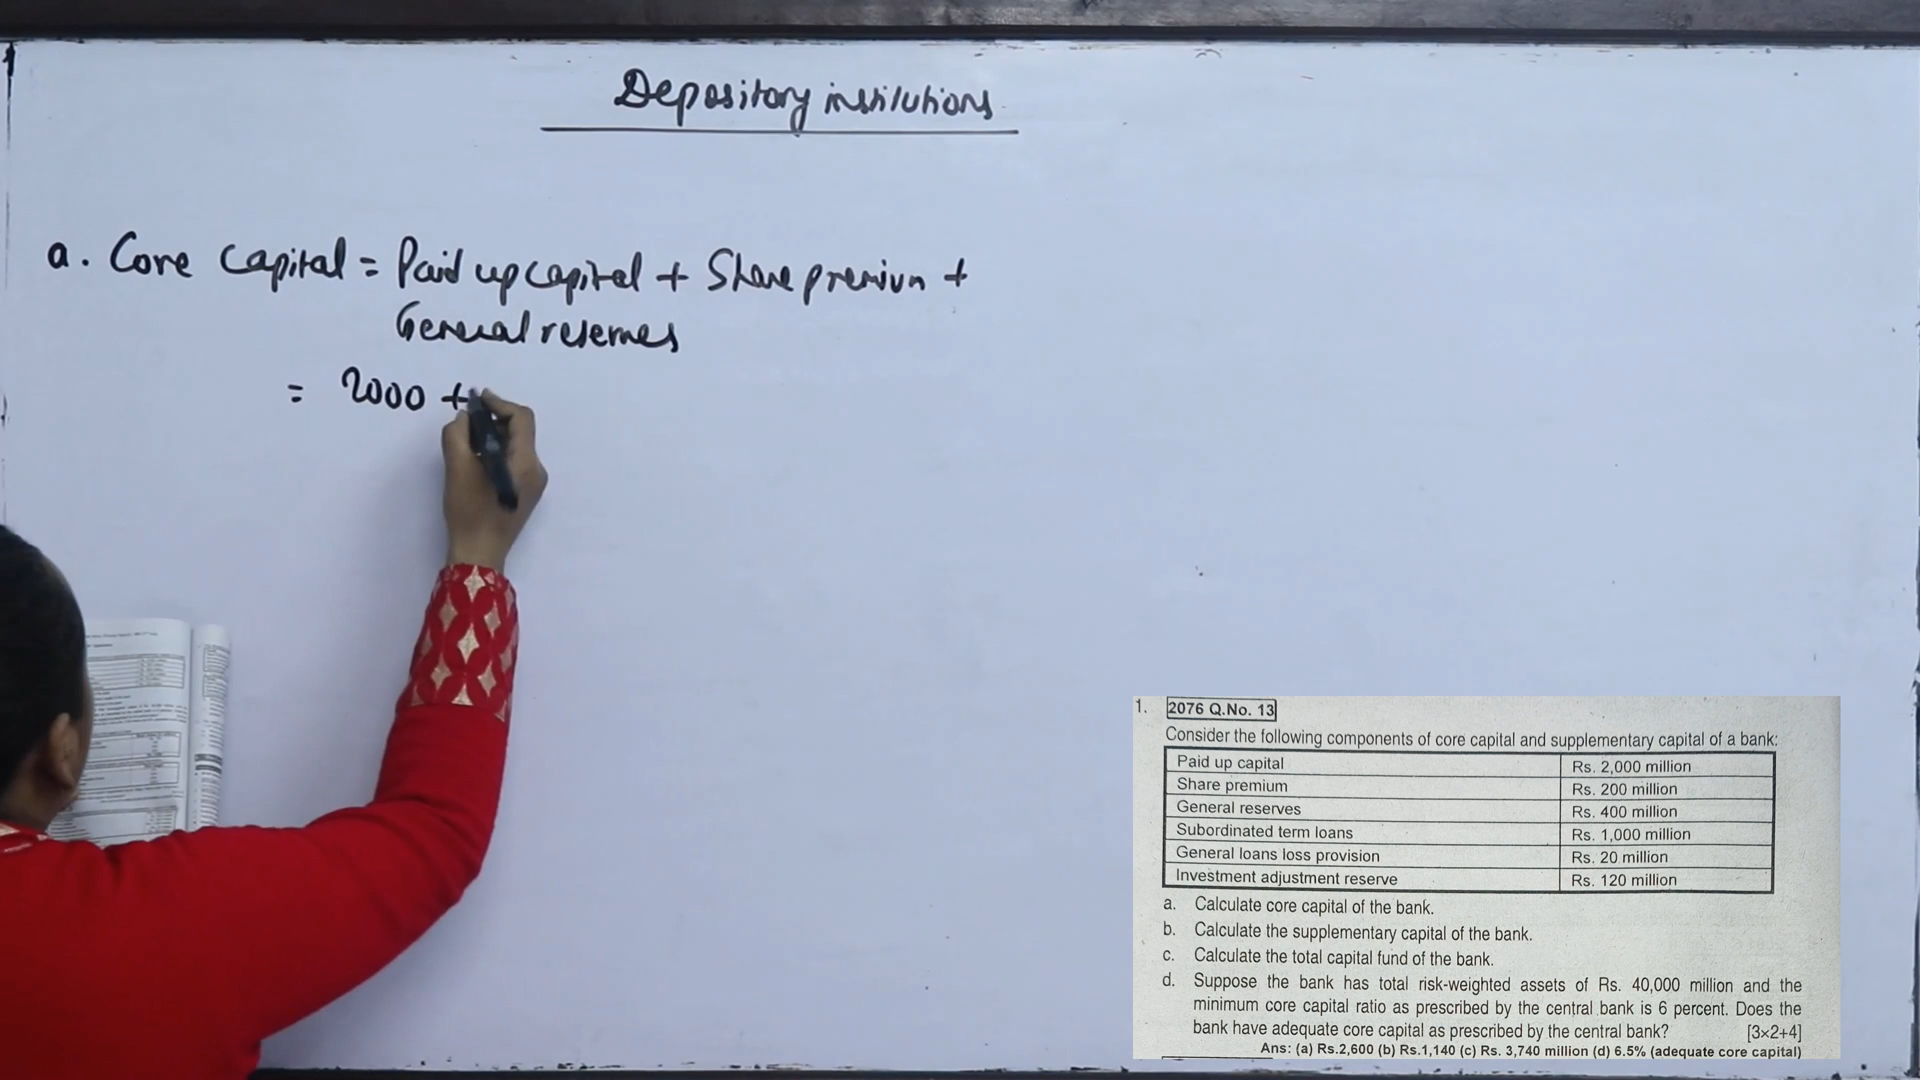 Depository institutions
a. Core capital = Paid up capital + Share premium +
General reserves
= 2000 +
1. 2076 Q.No. 13
Consider the following components of core capital and supplementary capital of a bank:
Paid up capital Rs. 2,000 million
Share premium Rs. 200 million
General reserves Rs. 400 million
Subordinated term loans Rs. 1,000 million
General loans loss provision Rs. 20 million
Investment adjustment reserve Rs. 120 million
a. Calculate core capital of the bank.
b. Calculate the supplementary capital of the bank.
c. Calculate the total capital fund of the bank.
d. Suppose the bank has total risk-weighted assets of Rs. 40,000 million and the
minimum core capital ratio as prescribed by the central bank is 6 percent. Does the
bank have adequate core capital as prescribed by the central bank? [3×2+4]
Ans: (a) Rs.2,600 (b) Rs.1,140 (c) Rs. 3,740 million (d) 6.5% (adequate core capital)